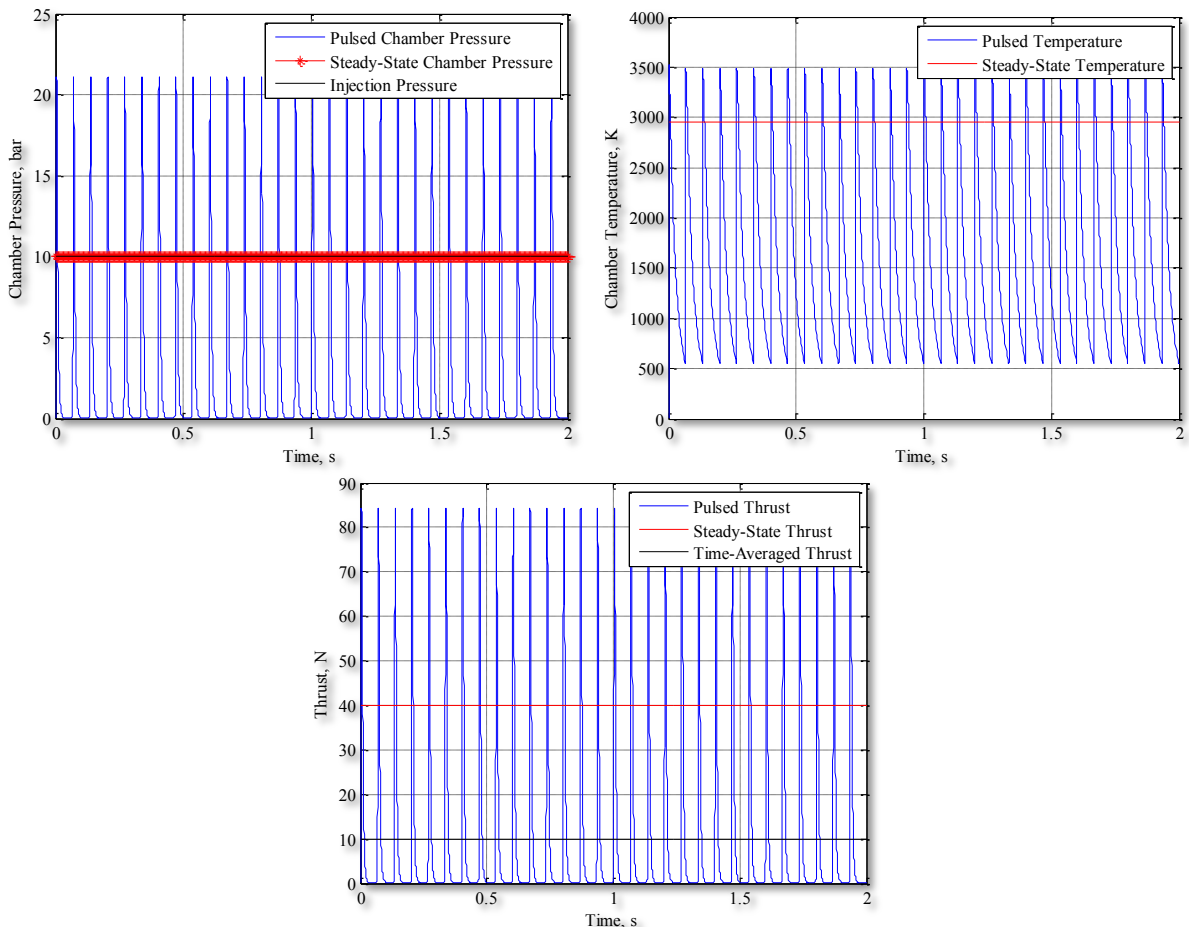 25
20
15
10
5
0
0
0.5
1
1.5
2
Chamber Pressure, bar
Time, s
Pulsed Chamber Pressure
Steady-State Chamber Pressure
Injection Pressure
4000
3500
3000
2500
2000
1500
1000
500
0
0
0.5
1
1.5
2
Chamber Temperature, K
Time, s
Pulsed Temperature
Steady-State Temperature
90
80
70
60
50
40
30
20
10
0
0
0.5
1
1.5
2
Thrust, N
Time, s
Pulsed Thrust
Steady-State Thrust
Time-Averaged Thrust